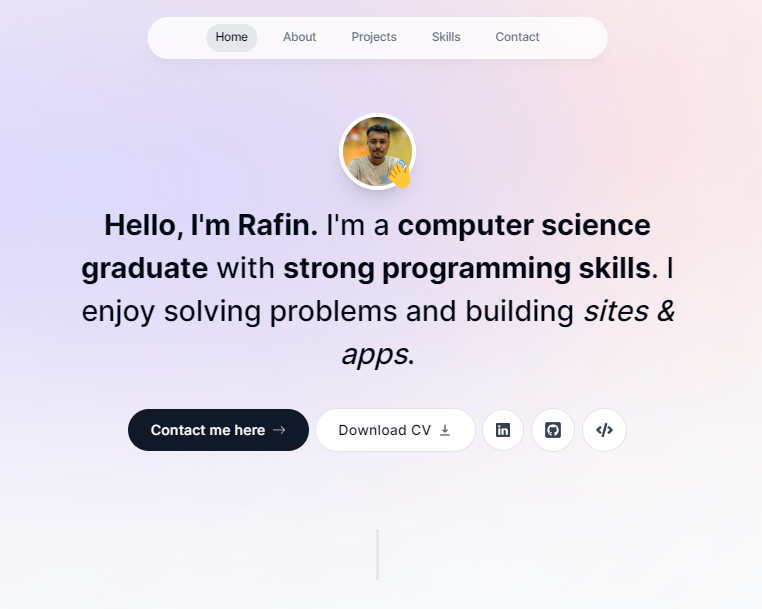 Home About Projects Skills Contact
Hello, I'm Rafin. I'm a computer science
graduate with strong programming skills. I
enjoy solving problems and building sites &
apps.
Contact me here Download CV